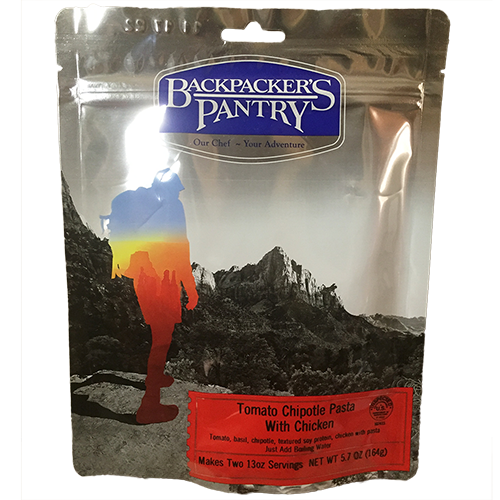 BACKPACKER'S
PANTRY
Our Chef ~ Your Adventure
Tomato Chipotle Pasta
With Chicken
Tomato, basil, chipotle, textured soy protein, chicken with pasta
Just Add Boiling Water
Makes Two 13oz Servings NET WT 5.7 OZ (164g)